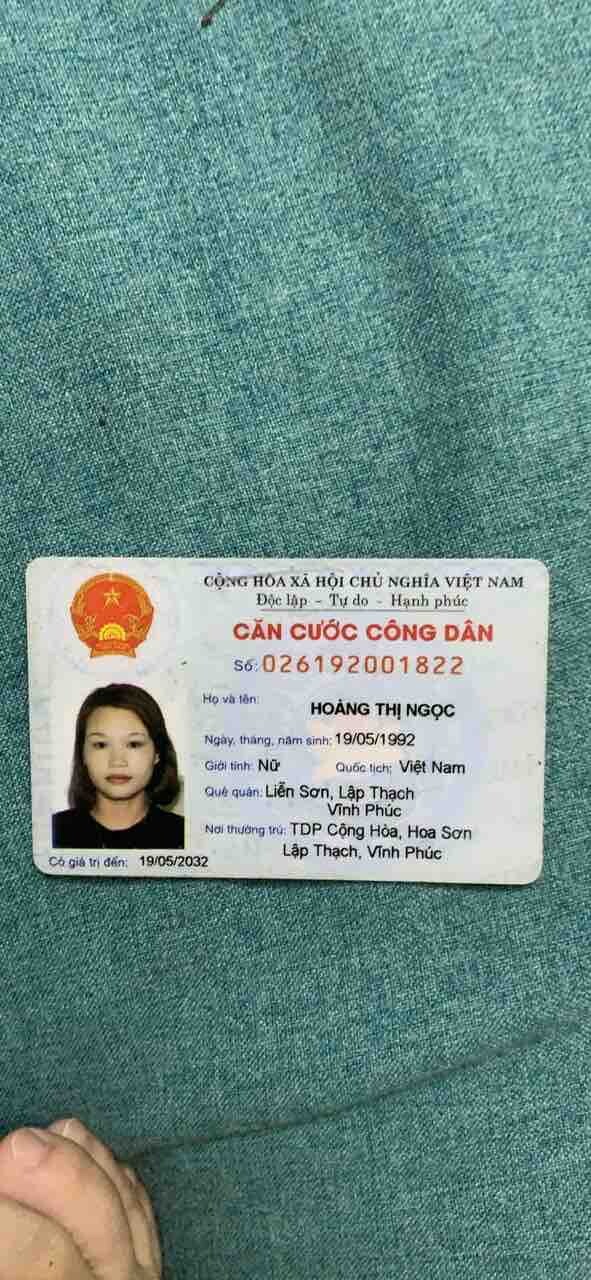 CỘNG HÒA XÃ HỘI CHỦ NGHĨA VIỆT NAM
Độc lập - Tự do - Hạnh phúc
CĂN CƯỚC CÔNG DÂN
Số: 026192001822
Họ và tên: HOÀNG THỊ NGỌC
Ngày, tháng, năm sinh: 19/05/1992
Giới tính: Nữ Quốc tịch: Việt Nam
Quê quán: Liễn Sơn, Lập Thạch
Vĩnh Phúc
Nơi thường trú: TDP Cộng Hòa, Hoa Sơn
Lập Thạch, Vĩnh Phúc
Có giá trị đến: 19/05/2032